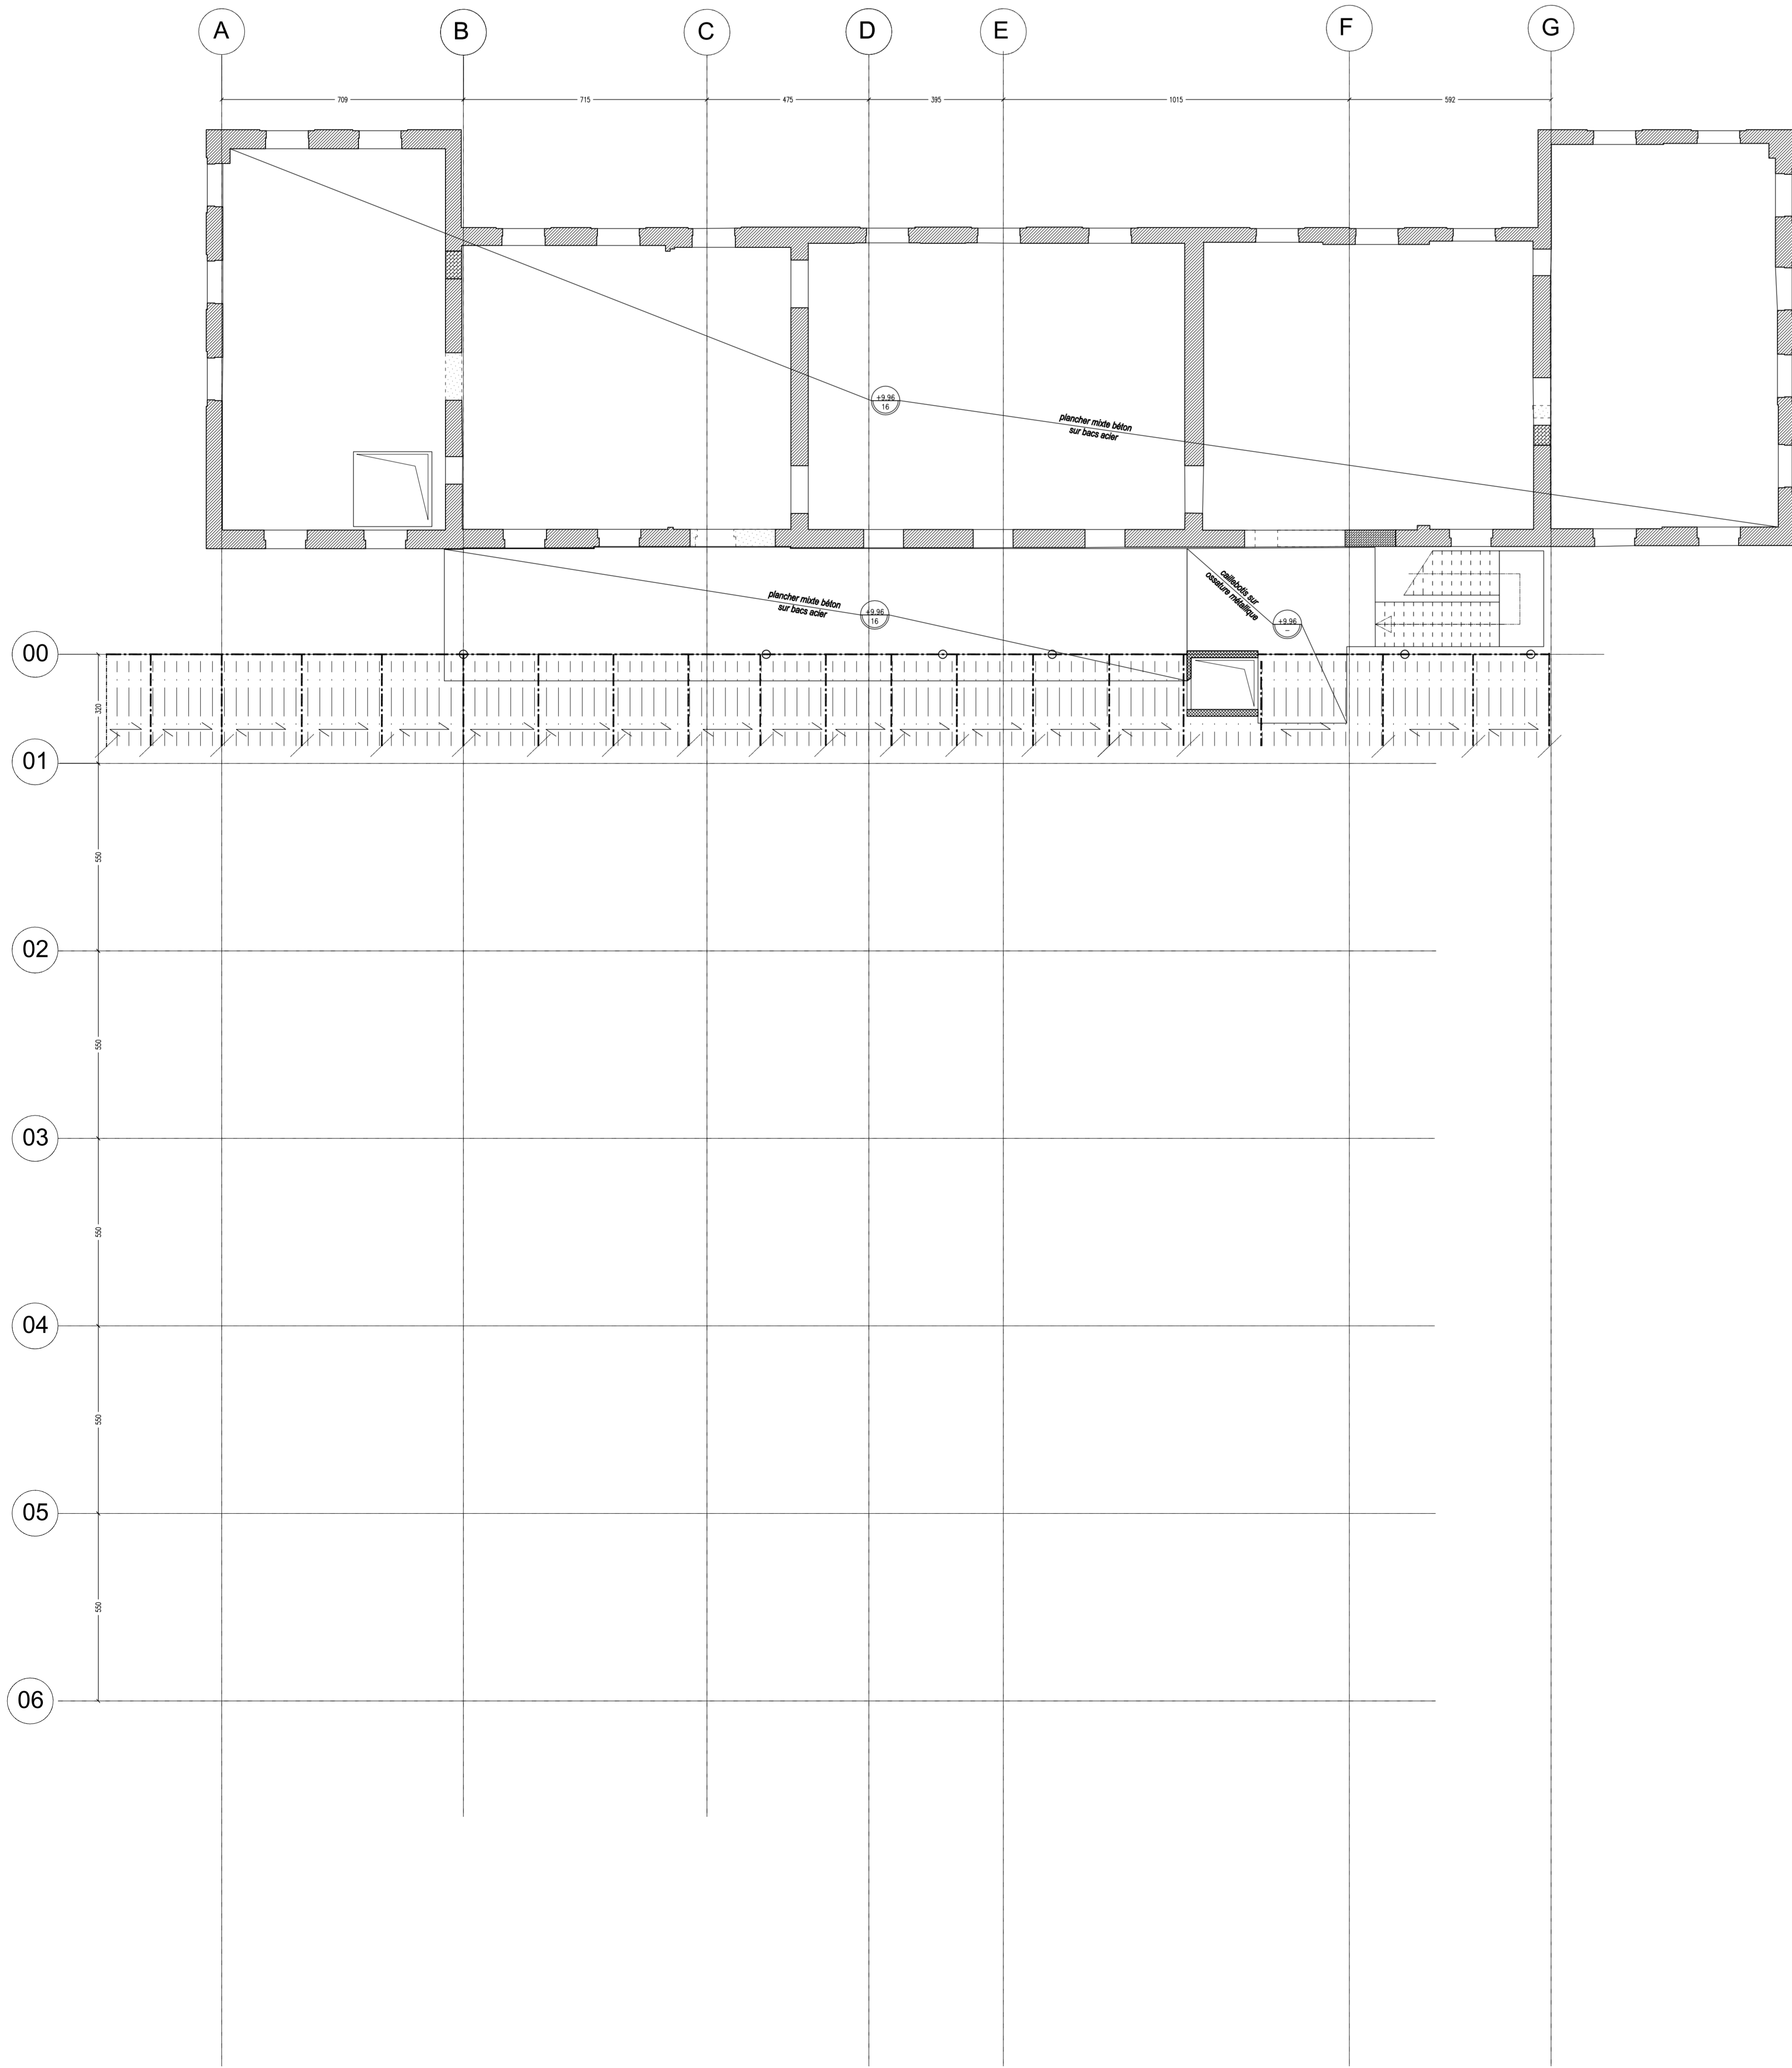 A
B
C
D
E
F
G
709
715
475
395
1015
592
+9.96
16
plancher mixte béton
sur bacs acier
plancher mixte béton
sur bacs acier
+9.96
16
caillebotis sur
ossature métallique
+9.96
–
00
320
01
550
02
550
03
550
04
550
05
550
06